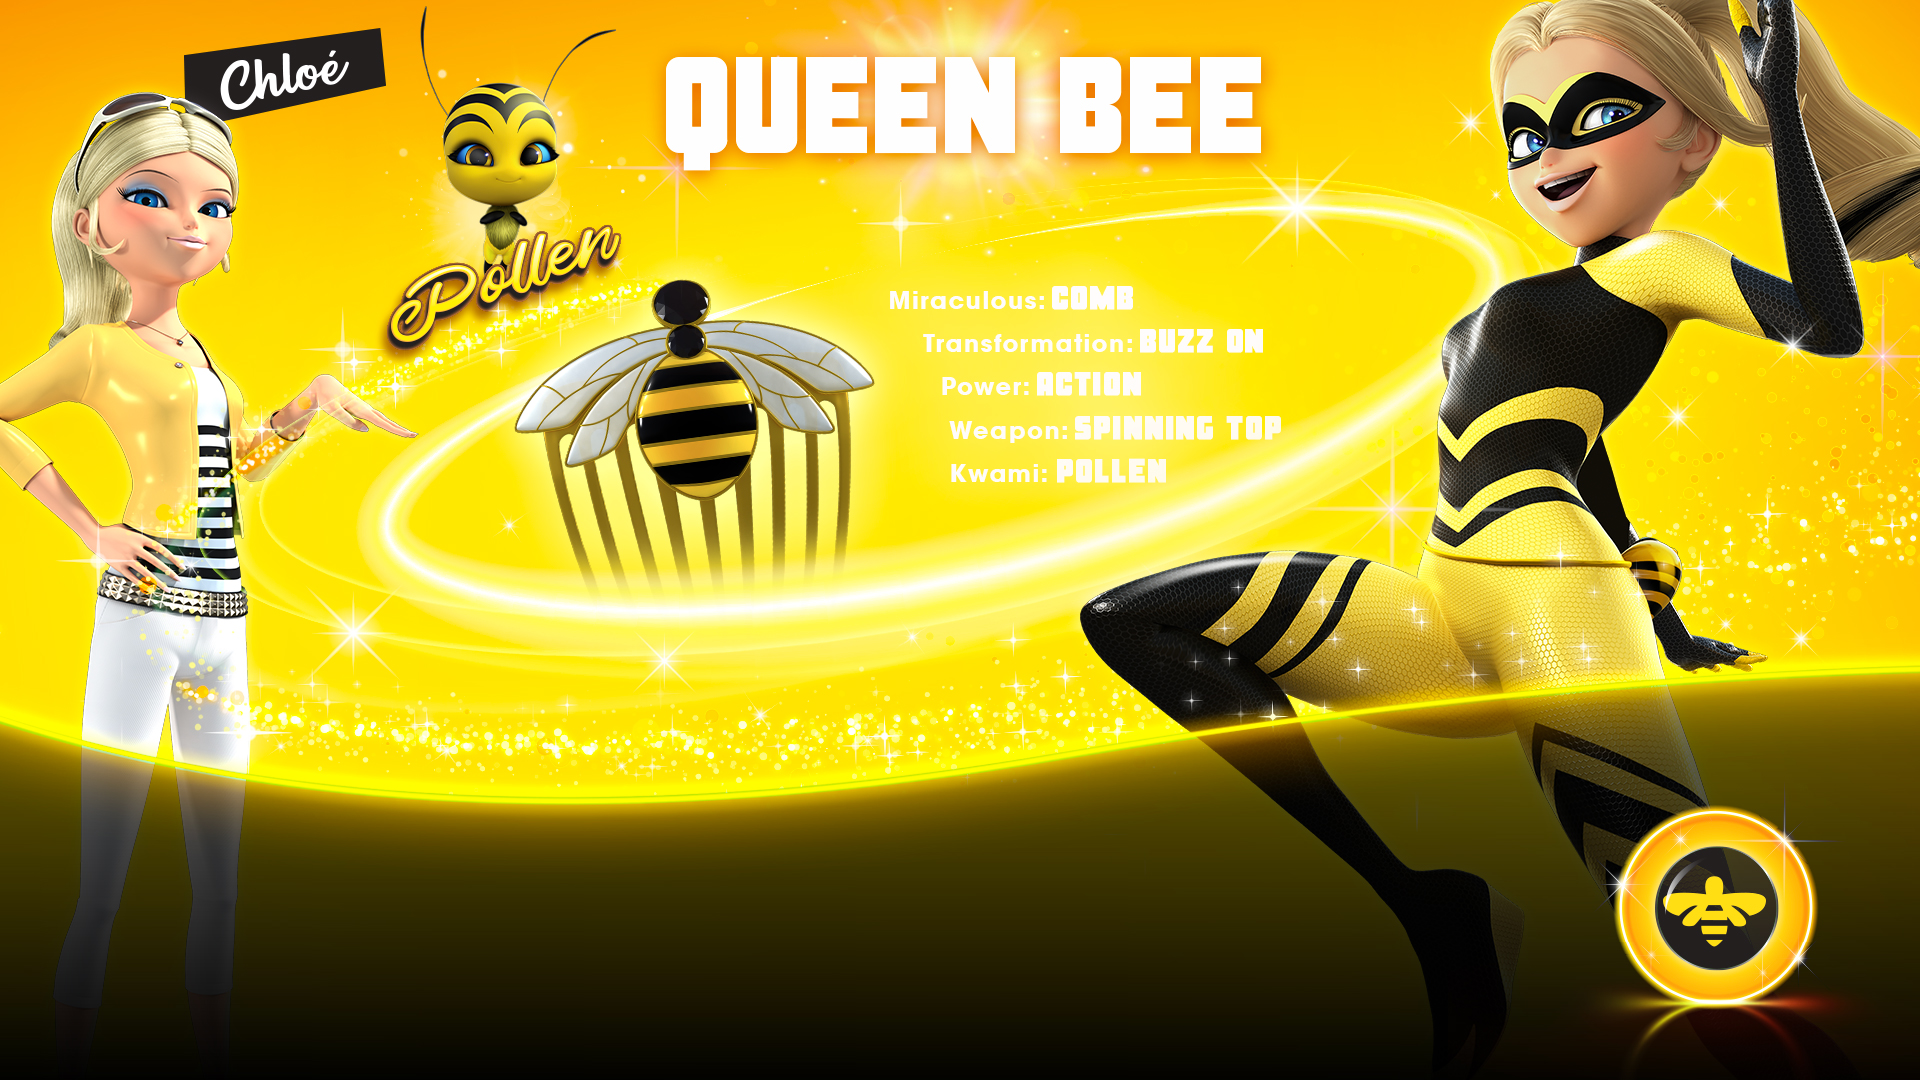 Chloé
QUEEN BEE
Pollen
Miraculous: COMB
Transformation: BUZZ ON
Power: ACTION
Weapon: SPINNING TOP
Kwami: POLLEN